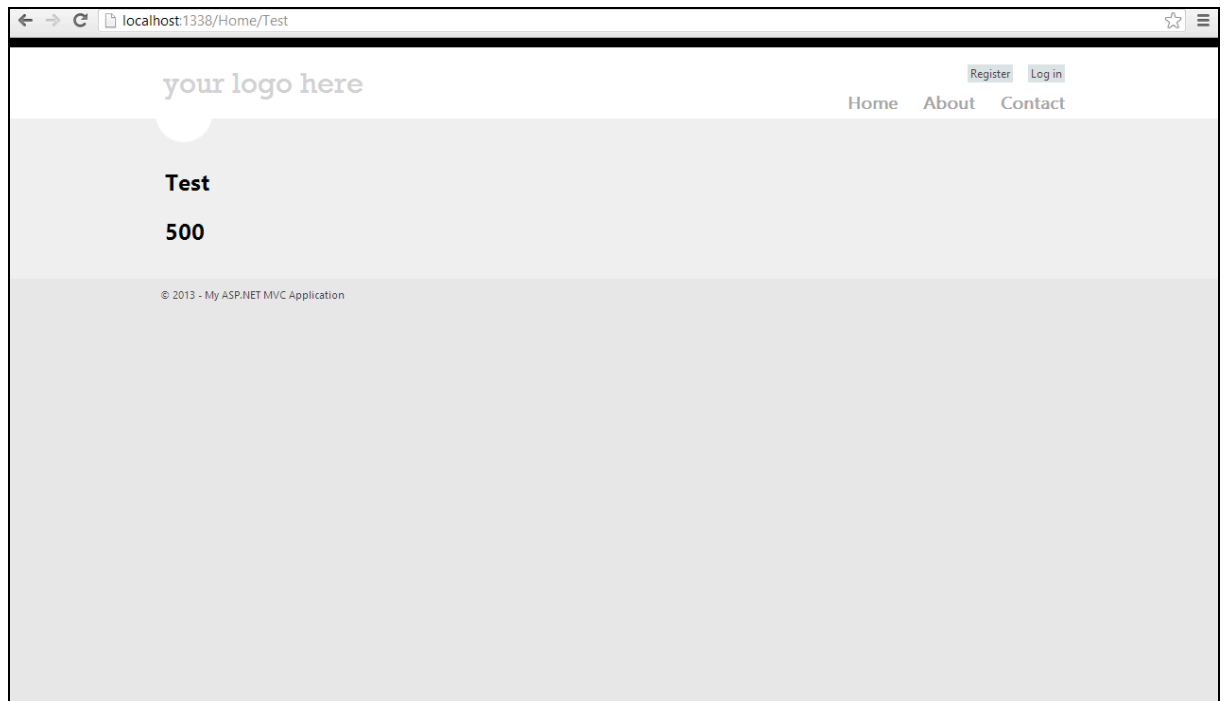 localhost:1338/Home/Test
your logo here
Register Log in
Home About Contact
Test
500
© 2013 - My ASP.NET MVC Application